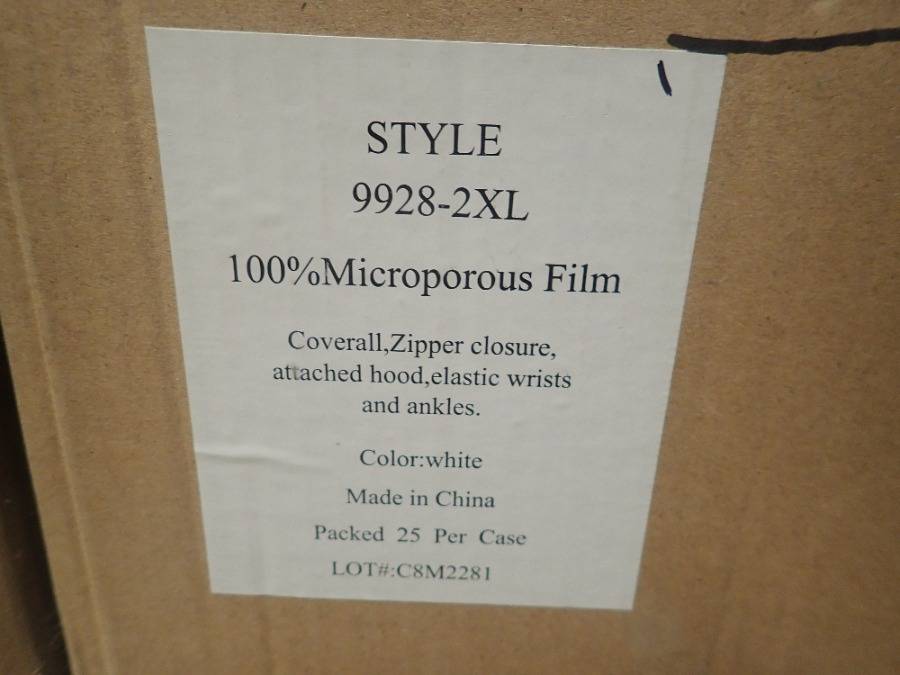 STYLE
9928-2XL
100%Microporous Film
Coverall,Zipper closure,
attached hood,elastic wrists
and ankles.
Color:white
Made in China
Packed 25 Per Case
LOT#:C8M2281